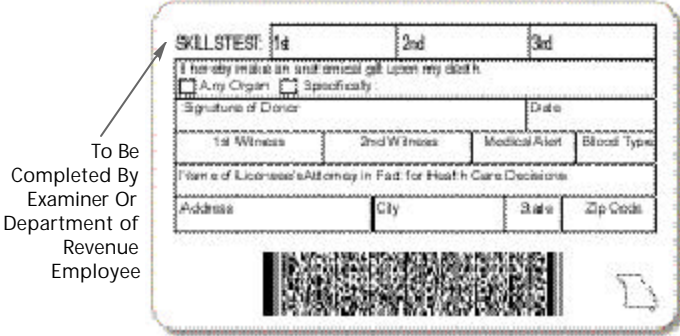 SKILLSTEST: 1st 2nd 3rd
I hereby make an anatomical gift upon my death.
Any Organ Specifically:
Signature of Donor Date
1st Witness 2nd Witness Medical Alert Blood Type
Name of Licensee's Attorney in Fact for Health Care Decisions
Address City State Zip Code
To Be
Completed By
Examiner Or
Department of
Revenue
Employee